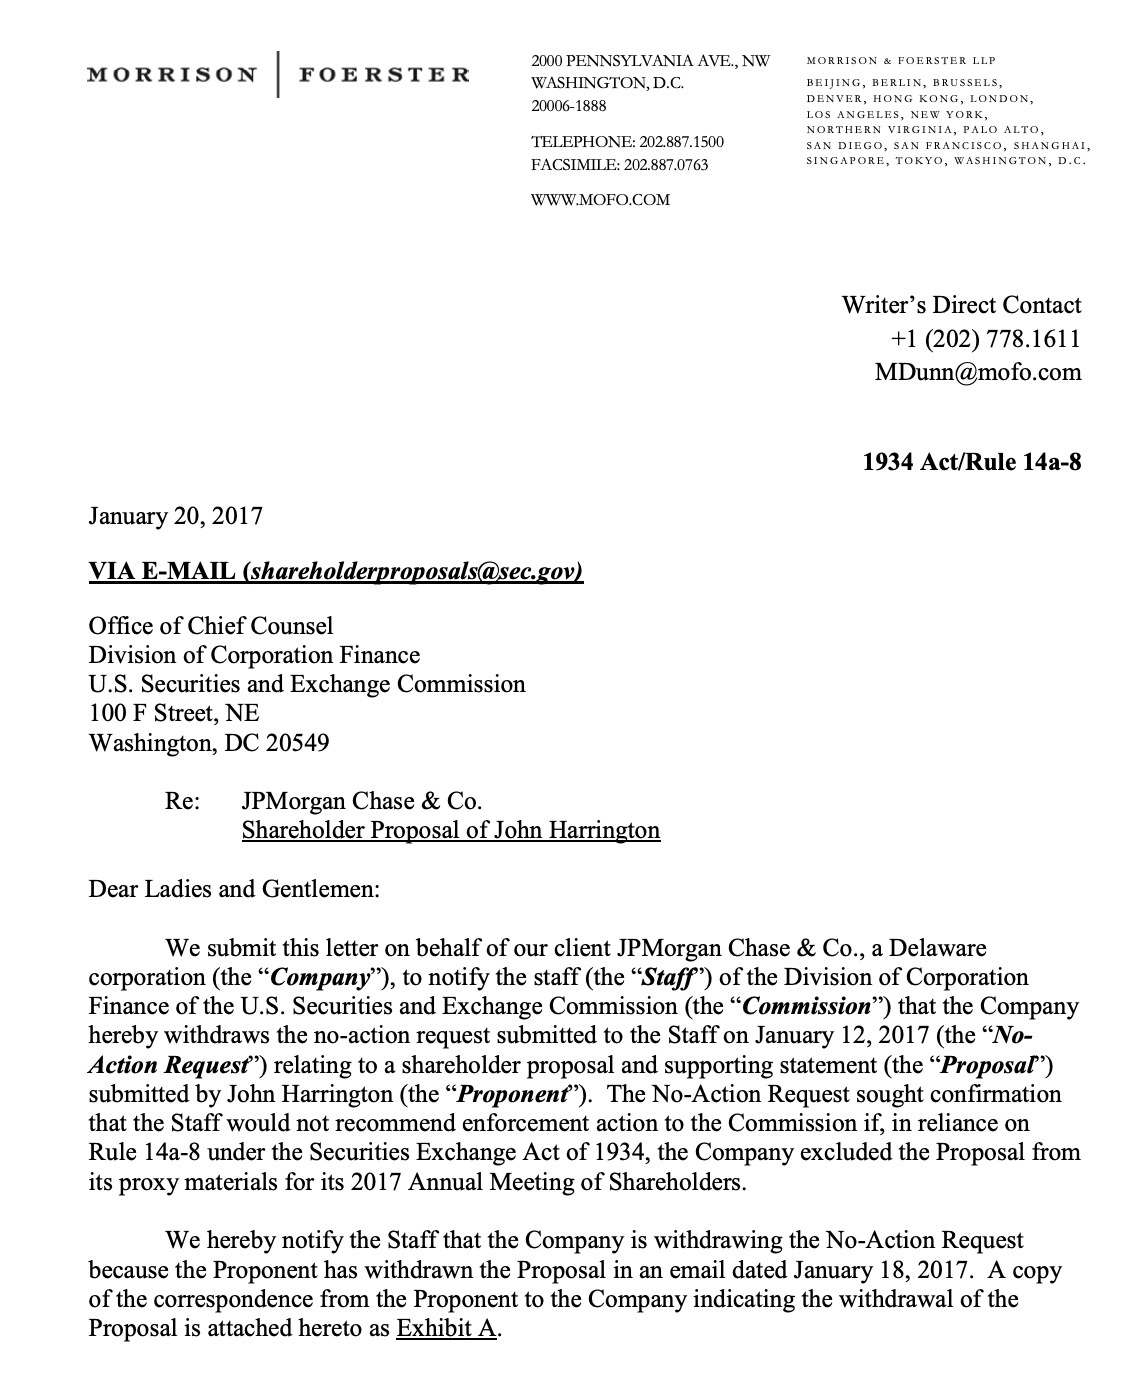 MORRISON | FOERSTER
2000 PENNSYLVANIA AVE., NW
WASHINGTON, D.C.
20006-1888
TELEPHONE: 202.887.1500
FACSIMILE: 202.887.0763
WWW.MOFO.COM
MORRISON & FOERSTER LLP
BEIJING, BERLIN, BRUSSELS,
DENVER, HONG KONG, LONDON,
LOS ANGELES, NEW YORK,
NORTHERN VIRGINIA, PALO ALTO,
SAN DIEGO, SAN FRANCISCO, SHANGHAI,
SINGAPORE, TOKYO, WASHINGTON, D.C.
Writer’s Direct Contact
+1 (202) 778.1611
MDunn@mofo.com
1934 Act/Rule 14a-8
January 20, 2017
VIA E-MAIL (shareholderproposals@sec.gov)
Office of Chief Counsel
Division of Corporation Finance
U.S. Securities and Exchange Commission
100 F Street, NE
Washington, DC 20549
Re: JPMorgan Chase & Co.
Shareholder Proposal of John Harrington
Dear Ladies and Gentlemen:
We submit this letter on behalf of our client JPMorgan Chase & Co., a Delaware
corporation (the “Company”), to notify the staff (the “Staff”) of the Division of Corporation
Finance of the U.S. Securities and Exchange Commission (the “Commission”) that the Company
hereby withdraws the no-action request submitted to the Staff on January 12, 2017 (the “No-
Action Request”) relating to a shareholder proposal and supporting statement (the “Proposal”)
submitted by John Harrington (the “Proponent”). The No-Action Request sought confirmation
that the Staff would not recommend enforcement action to the Commission if, in reliance on
Rule 14a-8 under the Securities Exchange Act of 1934, the Company excluded the Proposal from
its proxy materials for its 2017 Annual Meeting of Shareholders.
We hereby notify the Staff that the Company is withdrawing the No-Action Request
because the Proponent has withdrawn the Proposal in an email dated January 18, 2017. A copy
of the correspondence from the Proponent to the Company indicating the withdrawal of the
Proposal is attached hereto as Exhibit A.